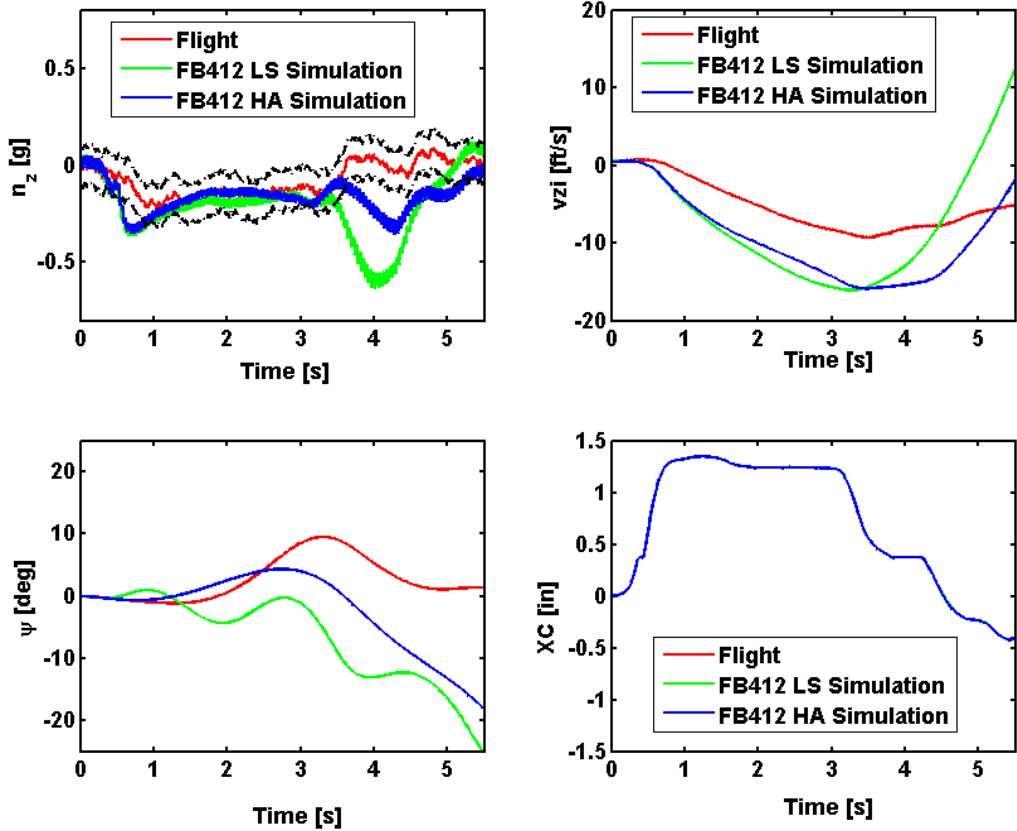 Flight
FB412 LS Simulation
FB412 HA Simulation
0.5
0
-0.5
n_z [g]
0 1 2 3 4 5
Time [s]
Flight
FB412 LS Simulation
FB412 HA Simulation
20
10
0
-10
-20
vzi [ft/s]
0 1 2 3 4 5
Time [s]
20
10
0
-10
-20
ψ [deg]
0 1 2 3 4 5
Time [s]
1.5
1
0.5
0
-0.5
-1
-1.5
XC [in]
Flight
FB412 LS Simulation
FB412 HA Simulation
0 1 2 3 4 5
Time [s]